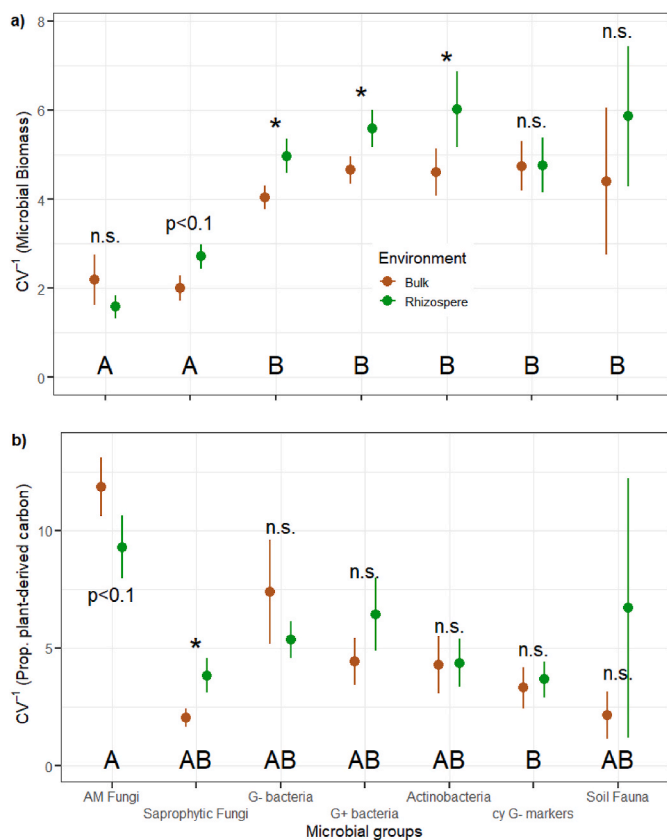 a)
CV⁻¹ (Microbial Biomass)
8
6
4
2
0
n.s.
p<0.1
*
*
*
n.s.
n.s.
Environment
Bulk
Rhizospere
A A B B B B B
b)
CV⁻¹ (Prop. plant-derived carbon)
10
5
0
p<0.1
*
n.s.
n.s.
n.s.
n.s.
n.s.
A AB AB AB AB B AB
AM Fungi G- bacteria Actinobacteria Soil Fauna
Saprophytic Fungi G+ bacteria cy G- markers
Microbial groups